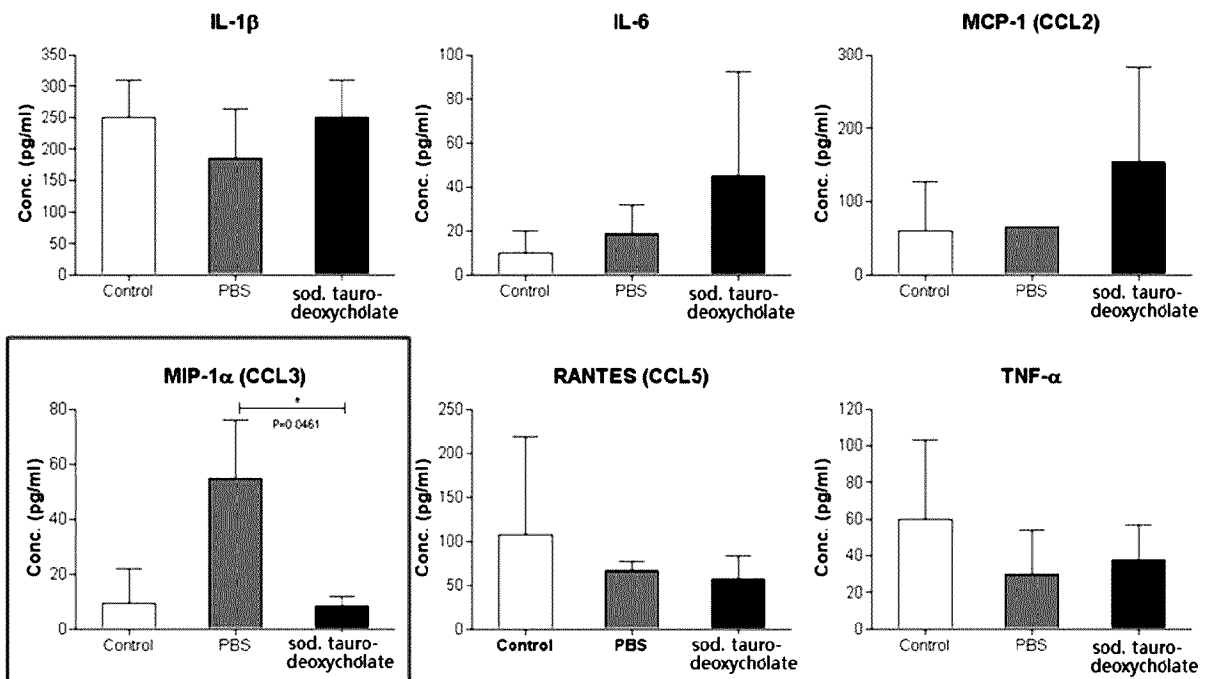 IL-1β
Conc. (pg/ml)
350
300
250
200
150
100
50
0
Control
PBS
sod. tauro-
deoxycholate
IL-6
Conc. (pg/ml)
100
80
60
40
20
0
Control
PBS
sod. tauro-
deoxycholate
MCP-1 (CCL2)
Conc. (pg/ml)
300
200
100
0
Control
PBS
sod. tauro-
deoxycholate
MIP-1α (CCL3)
Conc. (pg/ml)
80
60
40
20
0
*
P=0.0461
Control
PBS
sod. tauro-
deoxycholate
RANTES (CCL5)
Conc. (pg/ml)
250
200
150
100
50
0
Control
PBS
sod. tauro-
deoxycholate
TNF-α
Conc. (pg/ml)
120
100
80
60
40
20
0
Control
PBS
sod. tauro-
deoxycholate